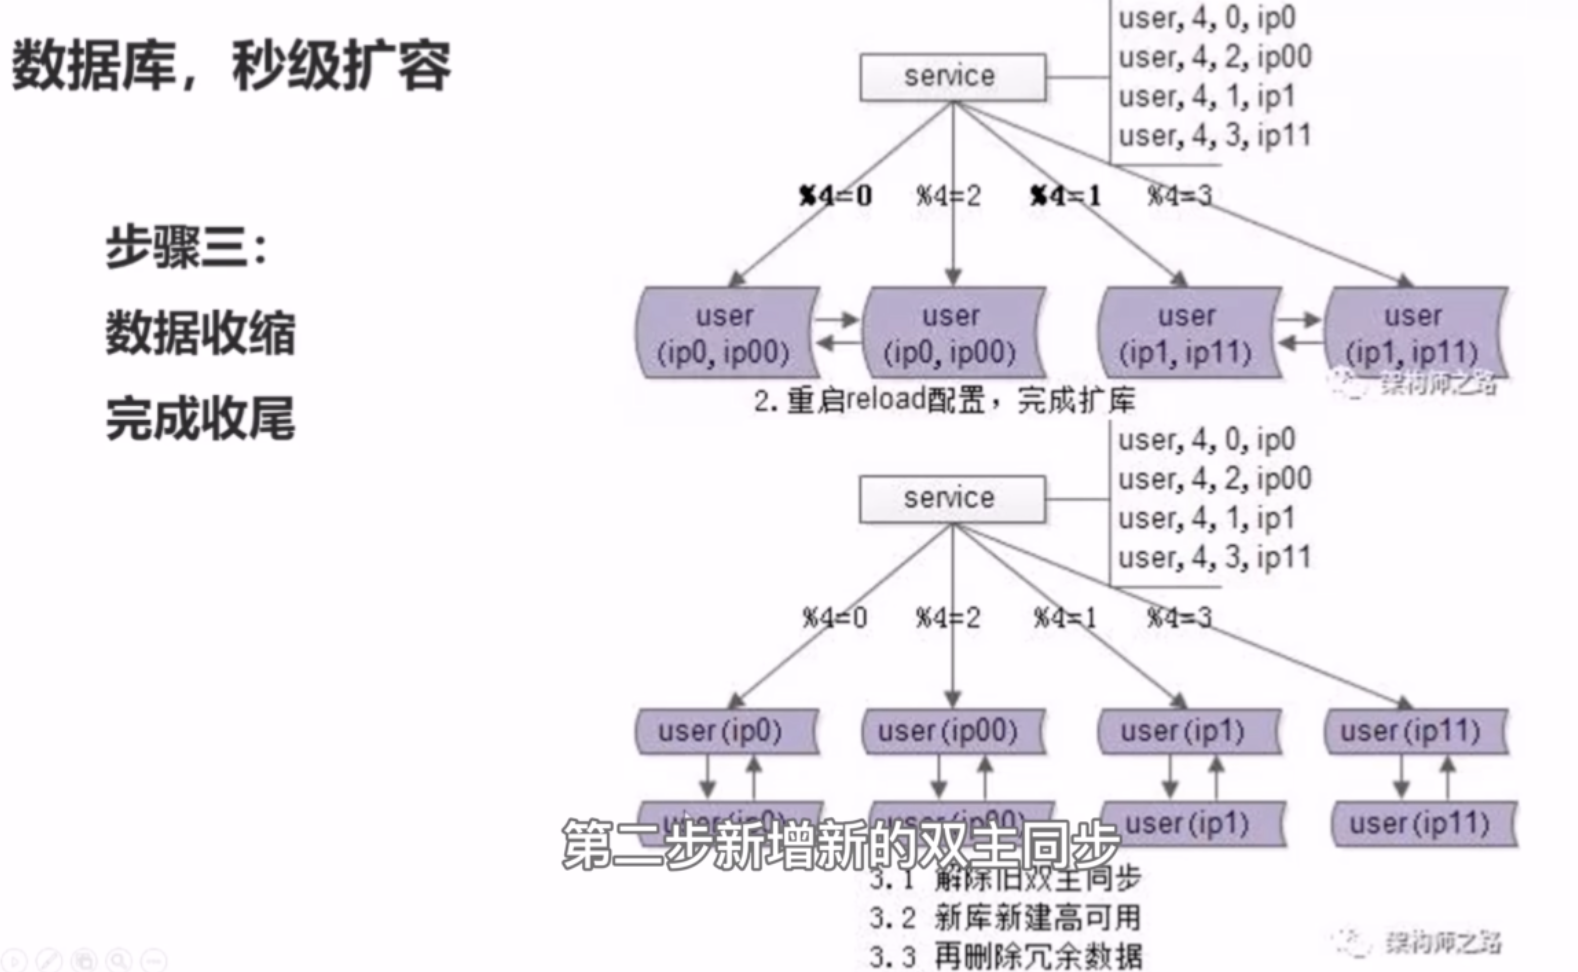 数据库，秒级扩容
步骤三：
数据收缩
完成收尾
user, 4, 0, ip0
user, 4, 2, ip00
user, 4, 1, ip1
user, 4, 3, ip11
service
%4=0 %4=2 %4=1 %4=3
user user user user
(ip0, ip00) (ip0, ip00) (ip1, ip11) (ip1, ip11)
架构师之路
2.重启reload配置，完成扩库
user, 4, 0, ip0
user, 4, 2, ip00
user, 4, 1, ip1
user, 4, 3, ip11
service
%4=0 %4=2 %4=1 %4=3
user(ip0) user(ip00) user(ip1) user(ip11)
user(ip0) user(ip00) user(ip1) user(ip11)
第二步新增新的双主同步
3.1 解除旧双主同步
3.2 新库新建高可用
3.3 再删除冗余数据
架构师之路